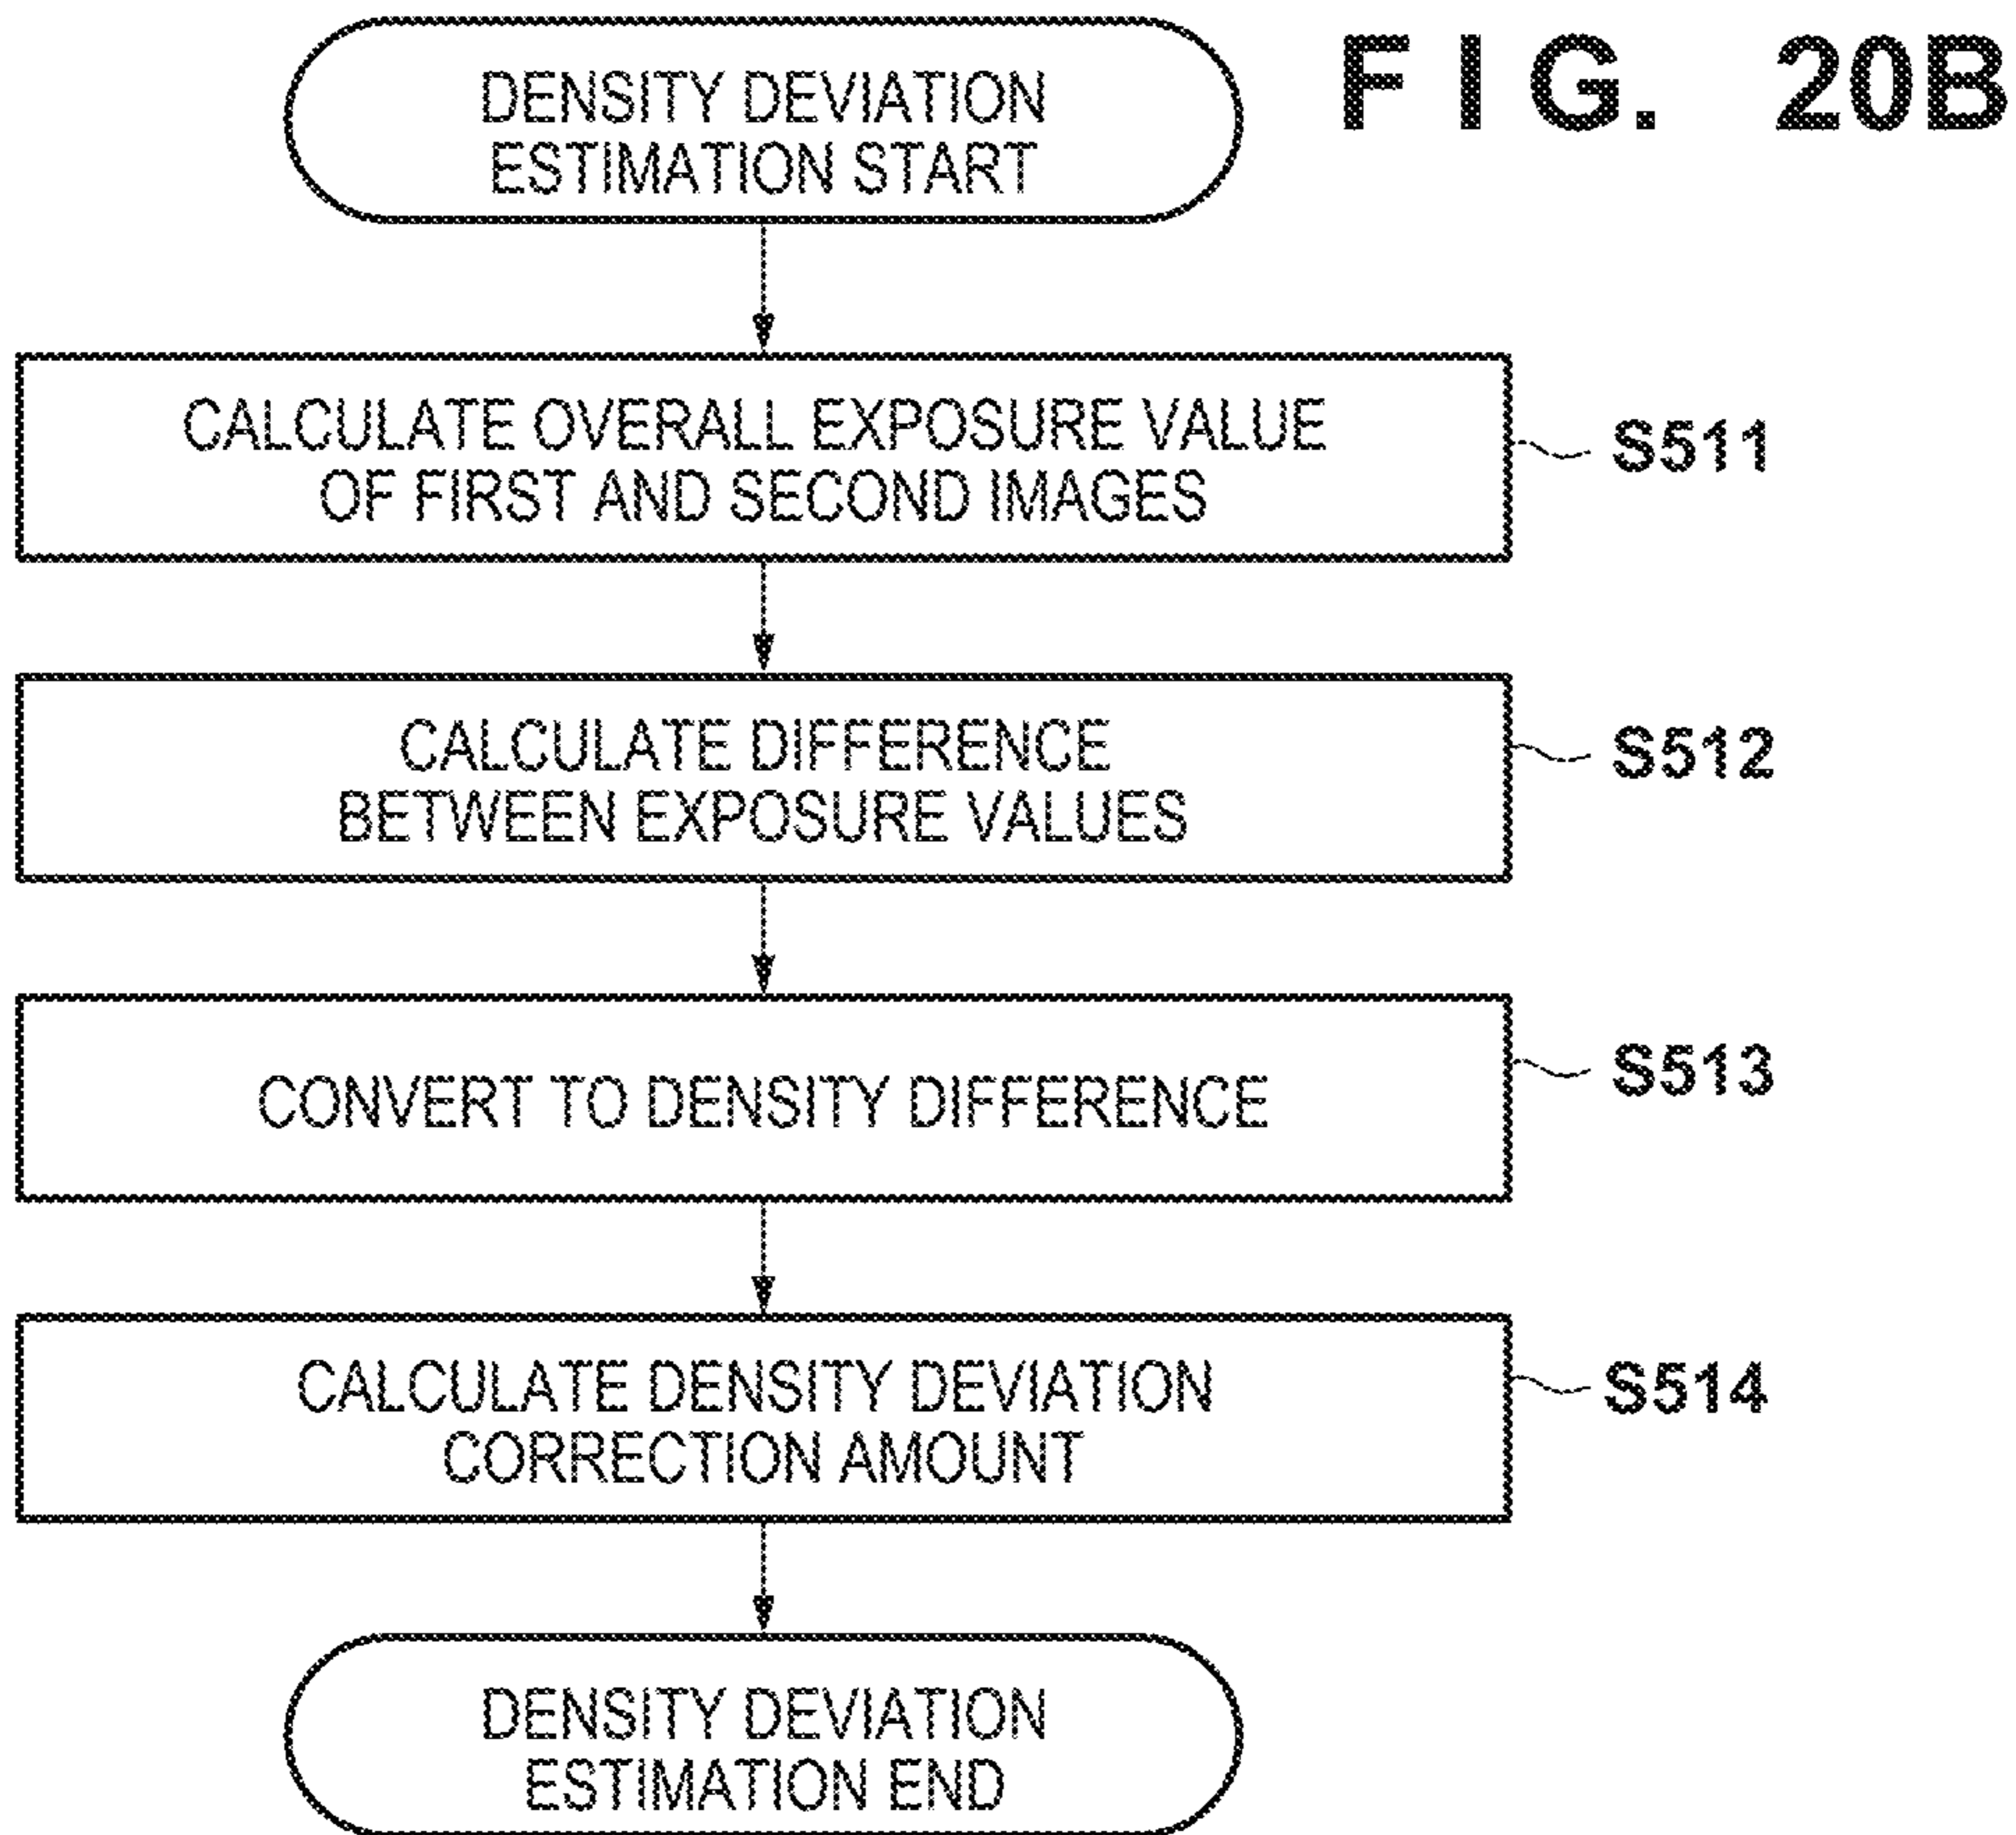 FIG. 20B
DENSITY DEVIATION
ESTIMATION START
CALCULATE OVERALL EXPOSURE VALUE
OF FIRST AND SECOND IMAGES
S511
CALCULATE DIFFERENCE
BETWEEN EXPOSURE VALUES
S512
CONVERT TO DENSITY DIFFERENCE
S513
CALCULATE DENSITY DEVIATION
CORRECTION AMOUNT
S514
DENSITY DEVIATION
ESTIMATION END